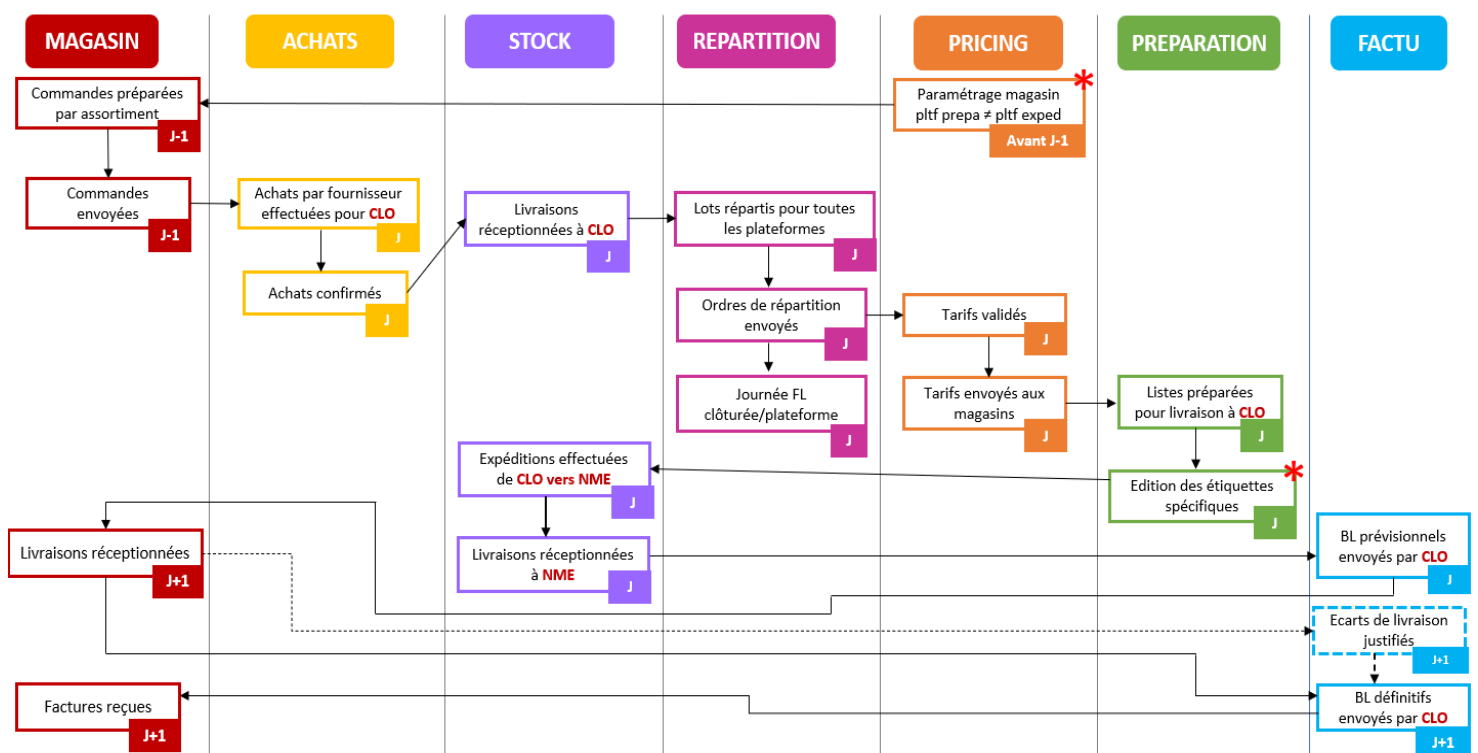 MAGASIN
ACHATS
STOCK
REPARTITION
PRICING
PREPARATION
FACTU
Commandes préparées
par assortiment
J-1
Paramétrage magasin
pltf prepa ≠ pltf exped
*
Avant J-1
Commandes
envoyées
J-1
Achats par fournisseur
effectuées pour CLO
J
Livraisons
réceptionnées à CLO
J
Lots répartis pour toutes
les plateformes
J
Achats confirmés
J
Ordres de répartition
envoyés
J
Tarifs validés
J
Journée FL
clôturée/plateforme
J
Tarifs envoyés aux
magasins
J
Listes préparées
pour livraison à CLO
J
Expéditions effectuées
de CLO vers NME
J
Edition des étiquettes
spécifiques
*
J
Livraisons réceptionnées
J+1
Livraisons réceptionnées
à NME
J
BL prévisionnels
envoyés par CLO
J
Ecarts de livraison
justifiés
J+1
Factures reçues
J+1
BL définitifs
envoyés par CLO
J+1